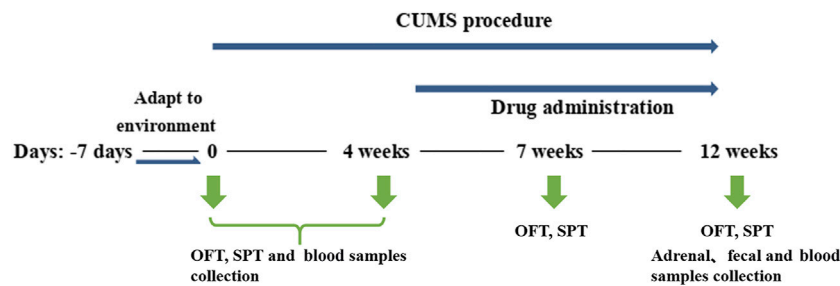 CUMS procedure
Drug administration
Adapt to
environment
Days: -7 days 0 4 weeks 7 weeks 12 weeks
OFT, SPT and blood samples
collection
OFT, SPT
OFT, SPT
Adrenal、fecal and blood
samples collection